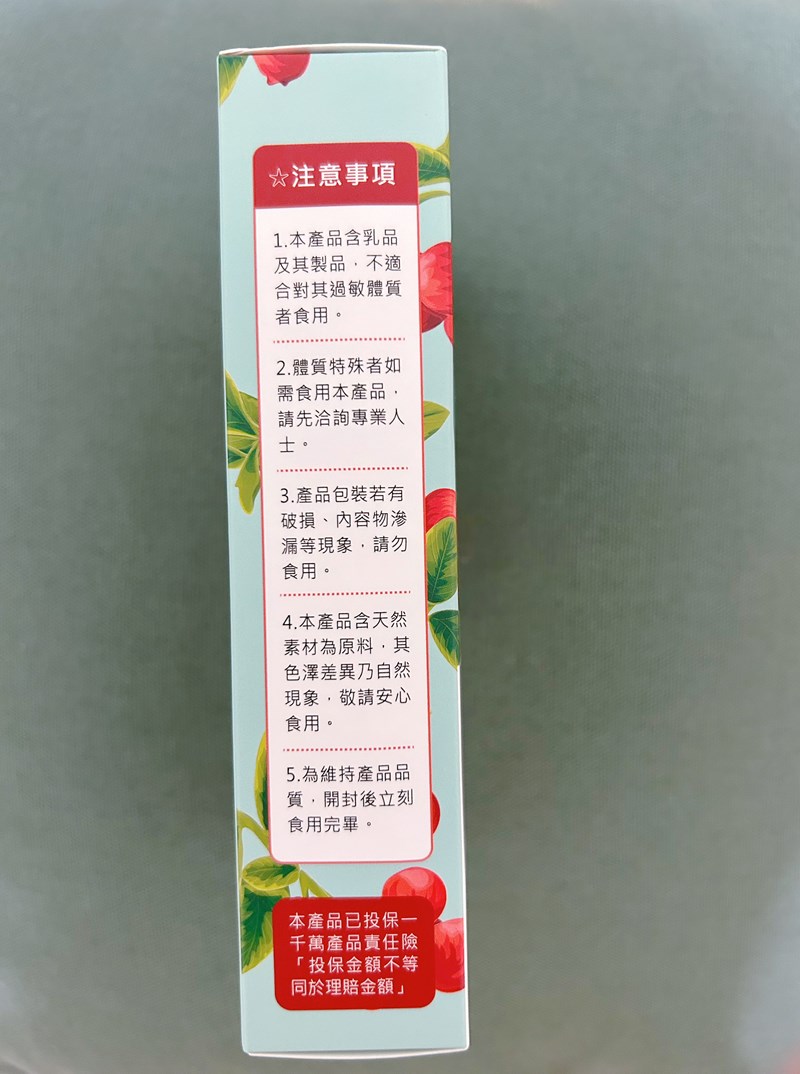 ☆注意事項
1.本產品含乳品
及其製品，不適
合對其過敏體質
者食用。
2.體質特殊者如
需食用本產品，
請先洽詢專業人
士。
3.產品包裝若有
破損、內容物滲
漏等現象，請勿
食用。
4.本產品含天然
素材為原料，其
色澤差異乃自然
現象，敬請安心
食用。
5.為維持產品品
質，開封後立刻
食用完畢。
本產品已投保一
千萬產品責任險
「投保金額不等
同於理賠金額」